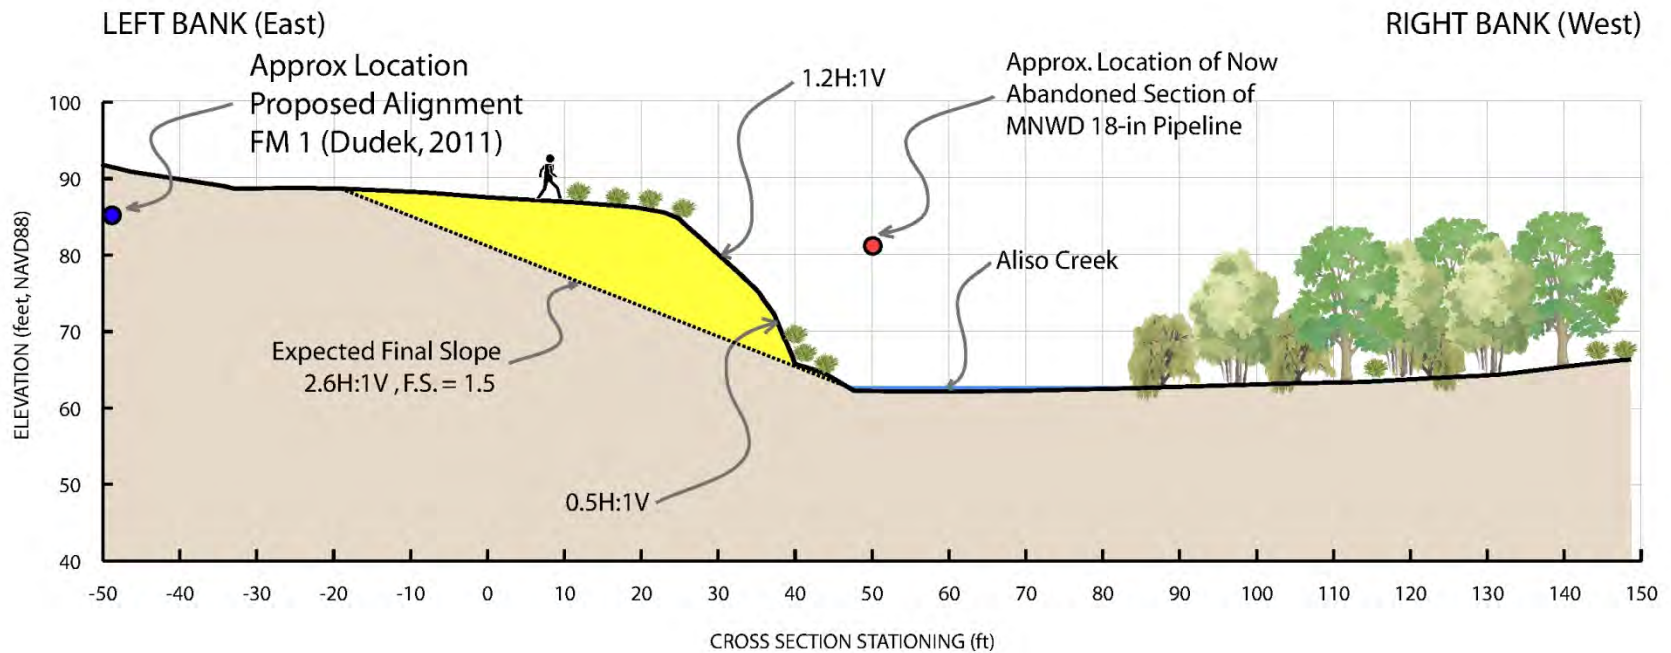 LEFT BANK (East)
RIGHT BANK (West)
Approx Location
Proposed Alignment
FM 1 (Dudek, 2011)
1.2H:1V
Approx. Location of Now
Abandoned Section of
MNWD 18-in Pipeline
Aliso Creek
Expected Final Slope
2.6H:1V , F.S. = 1.5
0.5H:1V
ELEVATION (feet, NAVD88)
100
90
80
70
60
50
40
-50 -40 -30 -20 -10 0 10 20 30 40 50 60 70 80 90 100 110 120 130 140 150
CROSS SECTION STATIONING (ft)